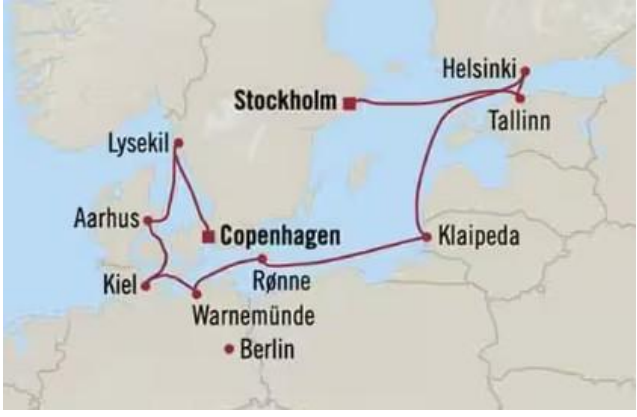 Helsinki
Stockholm
Tallinn
Lysekil
Aarhus
Copenhagen
Klaipeda
Kiel
Rønne
Warnemünde
Berlin